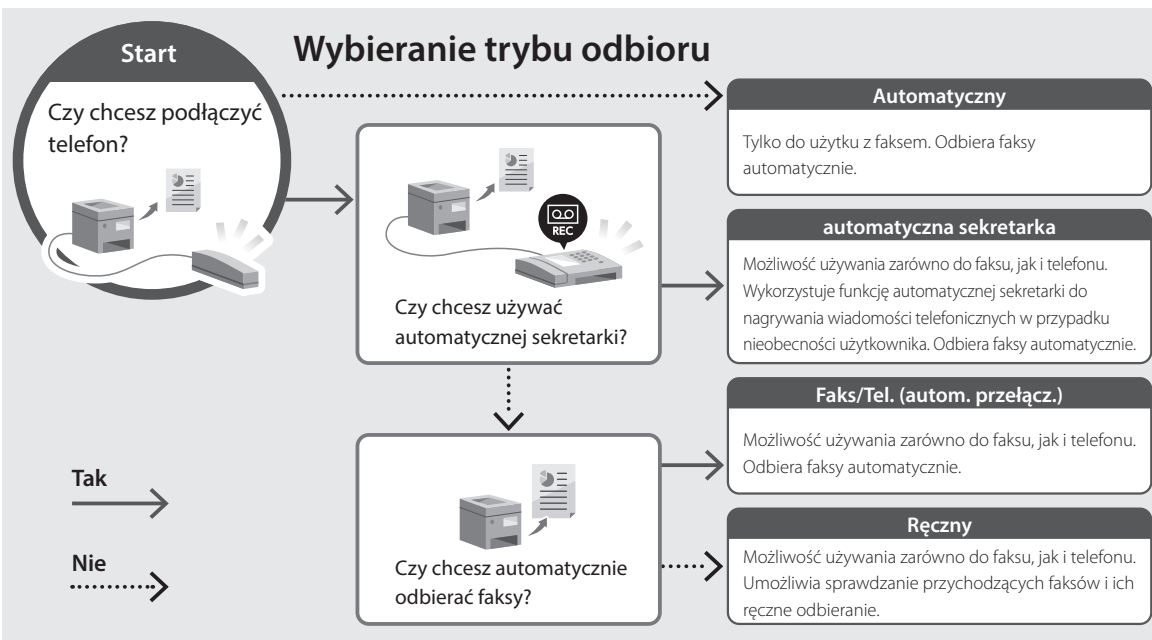 Wybieranie trybu odbioru
Start
Czy chcesz podłączyć
telefon?
REC
Czy chcesz używać
automatycznej sekretarki?
Czy chcesz automatycznie
odbierać faksy?
Automatyczny
Tylko do użytku z faksem. Odbiera faksy
automatycznie.
automatyczna sekretarka
Możliwość używania zarówno do faksu, jak i telefonu.
Wykorzystuje funkcję automatycznej sekretarki do
nagrywania wiadomości telefonicznych w przypadku
nieobecności użytkownika. Odbiera faksy automatycznie.
Faks/Tel. (autom. przełącz.)
Możliwość używania zarówno do faksu, jak i telefonu.
Odbiera faksy automatycznie.
Ręczny
Możliwość używania zarówno do faksu, jak i telefonu.
Umożliwia sprawdzanie przychodzących faksów i ich
ręczne odbieranie.
Tak
Nie